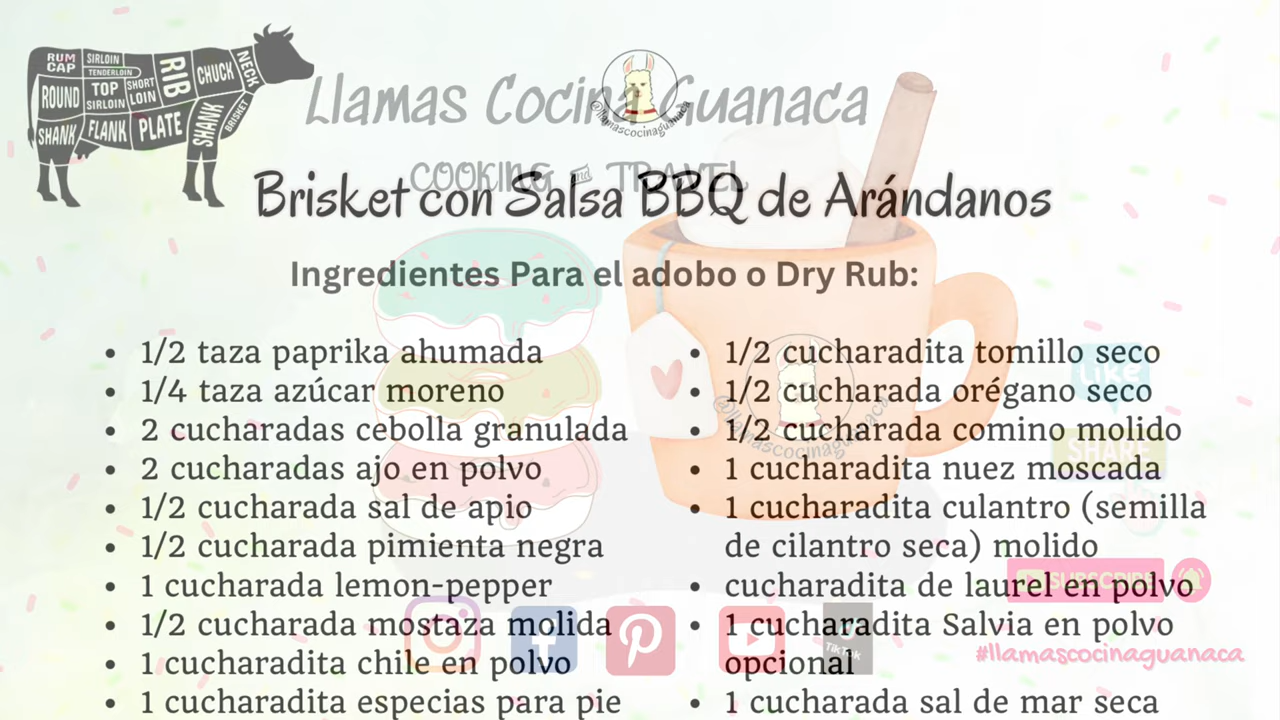 RUM CAP
SIRLOIN
TENDERLOIN
RIB
CHUCK
NECK
ROUND
TOP SIRLOIN
SHORT LOIN
SHANK
FLANK
PLATE
SHANK
BRISKET
Llamas Cocina Guanaca
@llamascocinaguanaca
COOKING and TRAVEL
Brisket con Salsa BBQ de Arándanos
Ingredientes Para el adobo o Dry Rub:
• 1/2 taza paprika ahumada
• 1/4 taza azúcar moreno
• 2 cucharadas cebolla granulada
• 2 cucharadas ajo en polvo
• 1/2 cucharada sal de apio
• 1/2 cucharada pimienta negra
• 1 cucharada lemon-pepper
• 1/2 cucharada mostaza molida
• 1 cucharadita chile en polvo
• 1 cucharadita especias para pie
• 1/2 cucharadita tomillo seco
• 1/2 cucharada orégano seco
• 1/2 cucharada comino molido
• 1 cucharadita nuez moscada
• 1 cucharadita culantro (semilla
de cilantro seca) molido
• cucharadita de laurel en polvo
• 1 cucharadita Salvia en polvo
opcional
• 1 cucharada sal de mar seca
@llamascocinaguanaca
LIKE
SHARE
SUBSCRIBE
TikTok
#llamascocinaguanaca